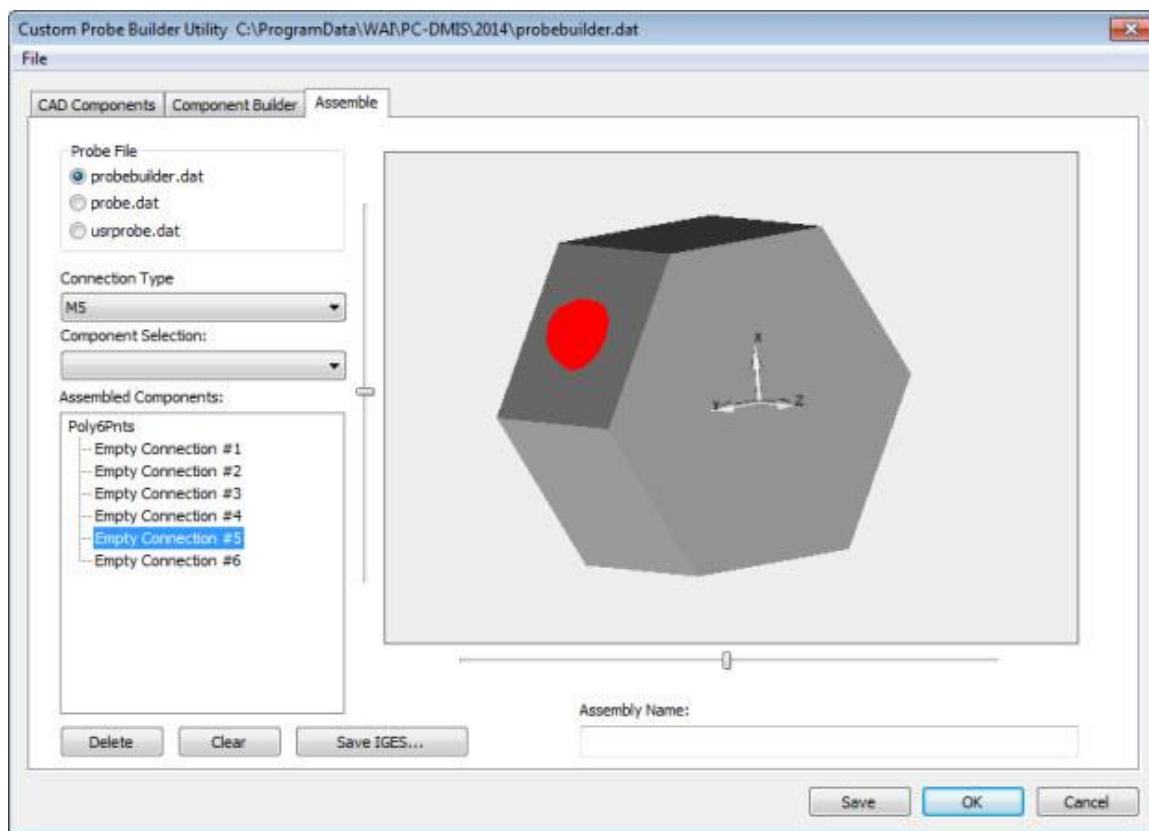 Custom Probe Builder Utility C:\ProgramData\WAI\PC-DMIS\2014\probebuilder.dat
File
CAD Components Component Builder Assemble
Probe File
probebuilder.dat
probe.dat
usrprobe.dat
Connection Type
M5
Component Selection:
Assembled Components:
Poly6Pnts
Empty Connection #1
Empty Connection #2
Empty Connection #3
Empty Connection #4
Empty Connection #5
Empty Connection #6
X
Y Z
Assembly Name:
Delete Clear Save IGES...
Save OK Cancel